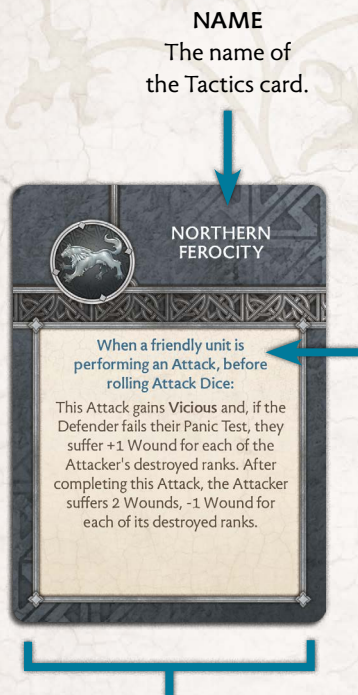 NAME
The name of
the Tactics card.
NORTHERN
FEROCITY
When a friendly unit is
performing an Attack, before
rolling Attack Dice:
This Attack gains Vicious and, if the
Defender fails their Panic Test, they
suffer +1 Wound for each of the
Attacker's destroyed ranks. After
completing this Attack, the Attacker
suffers 2 Wounds, -1 Wound for
each of its destroyed ranks.